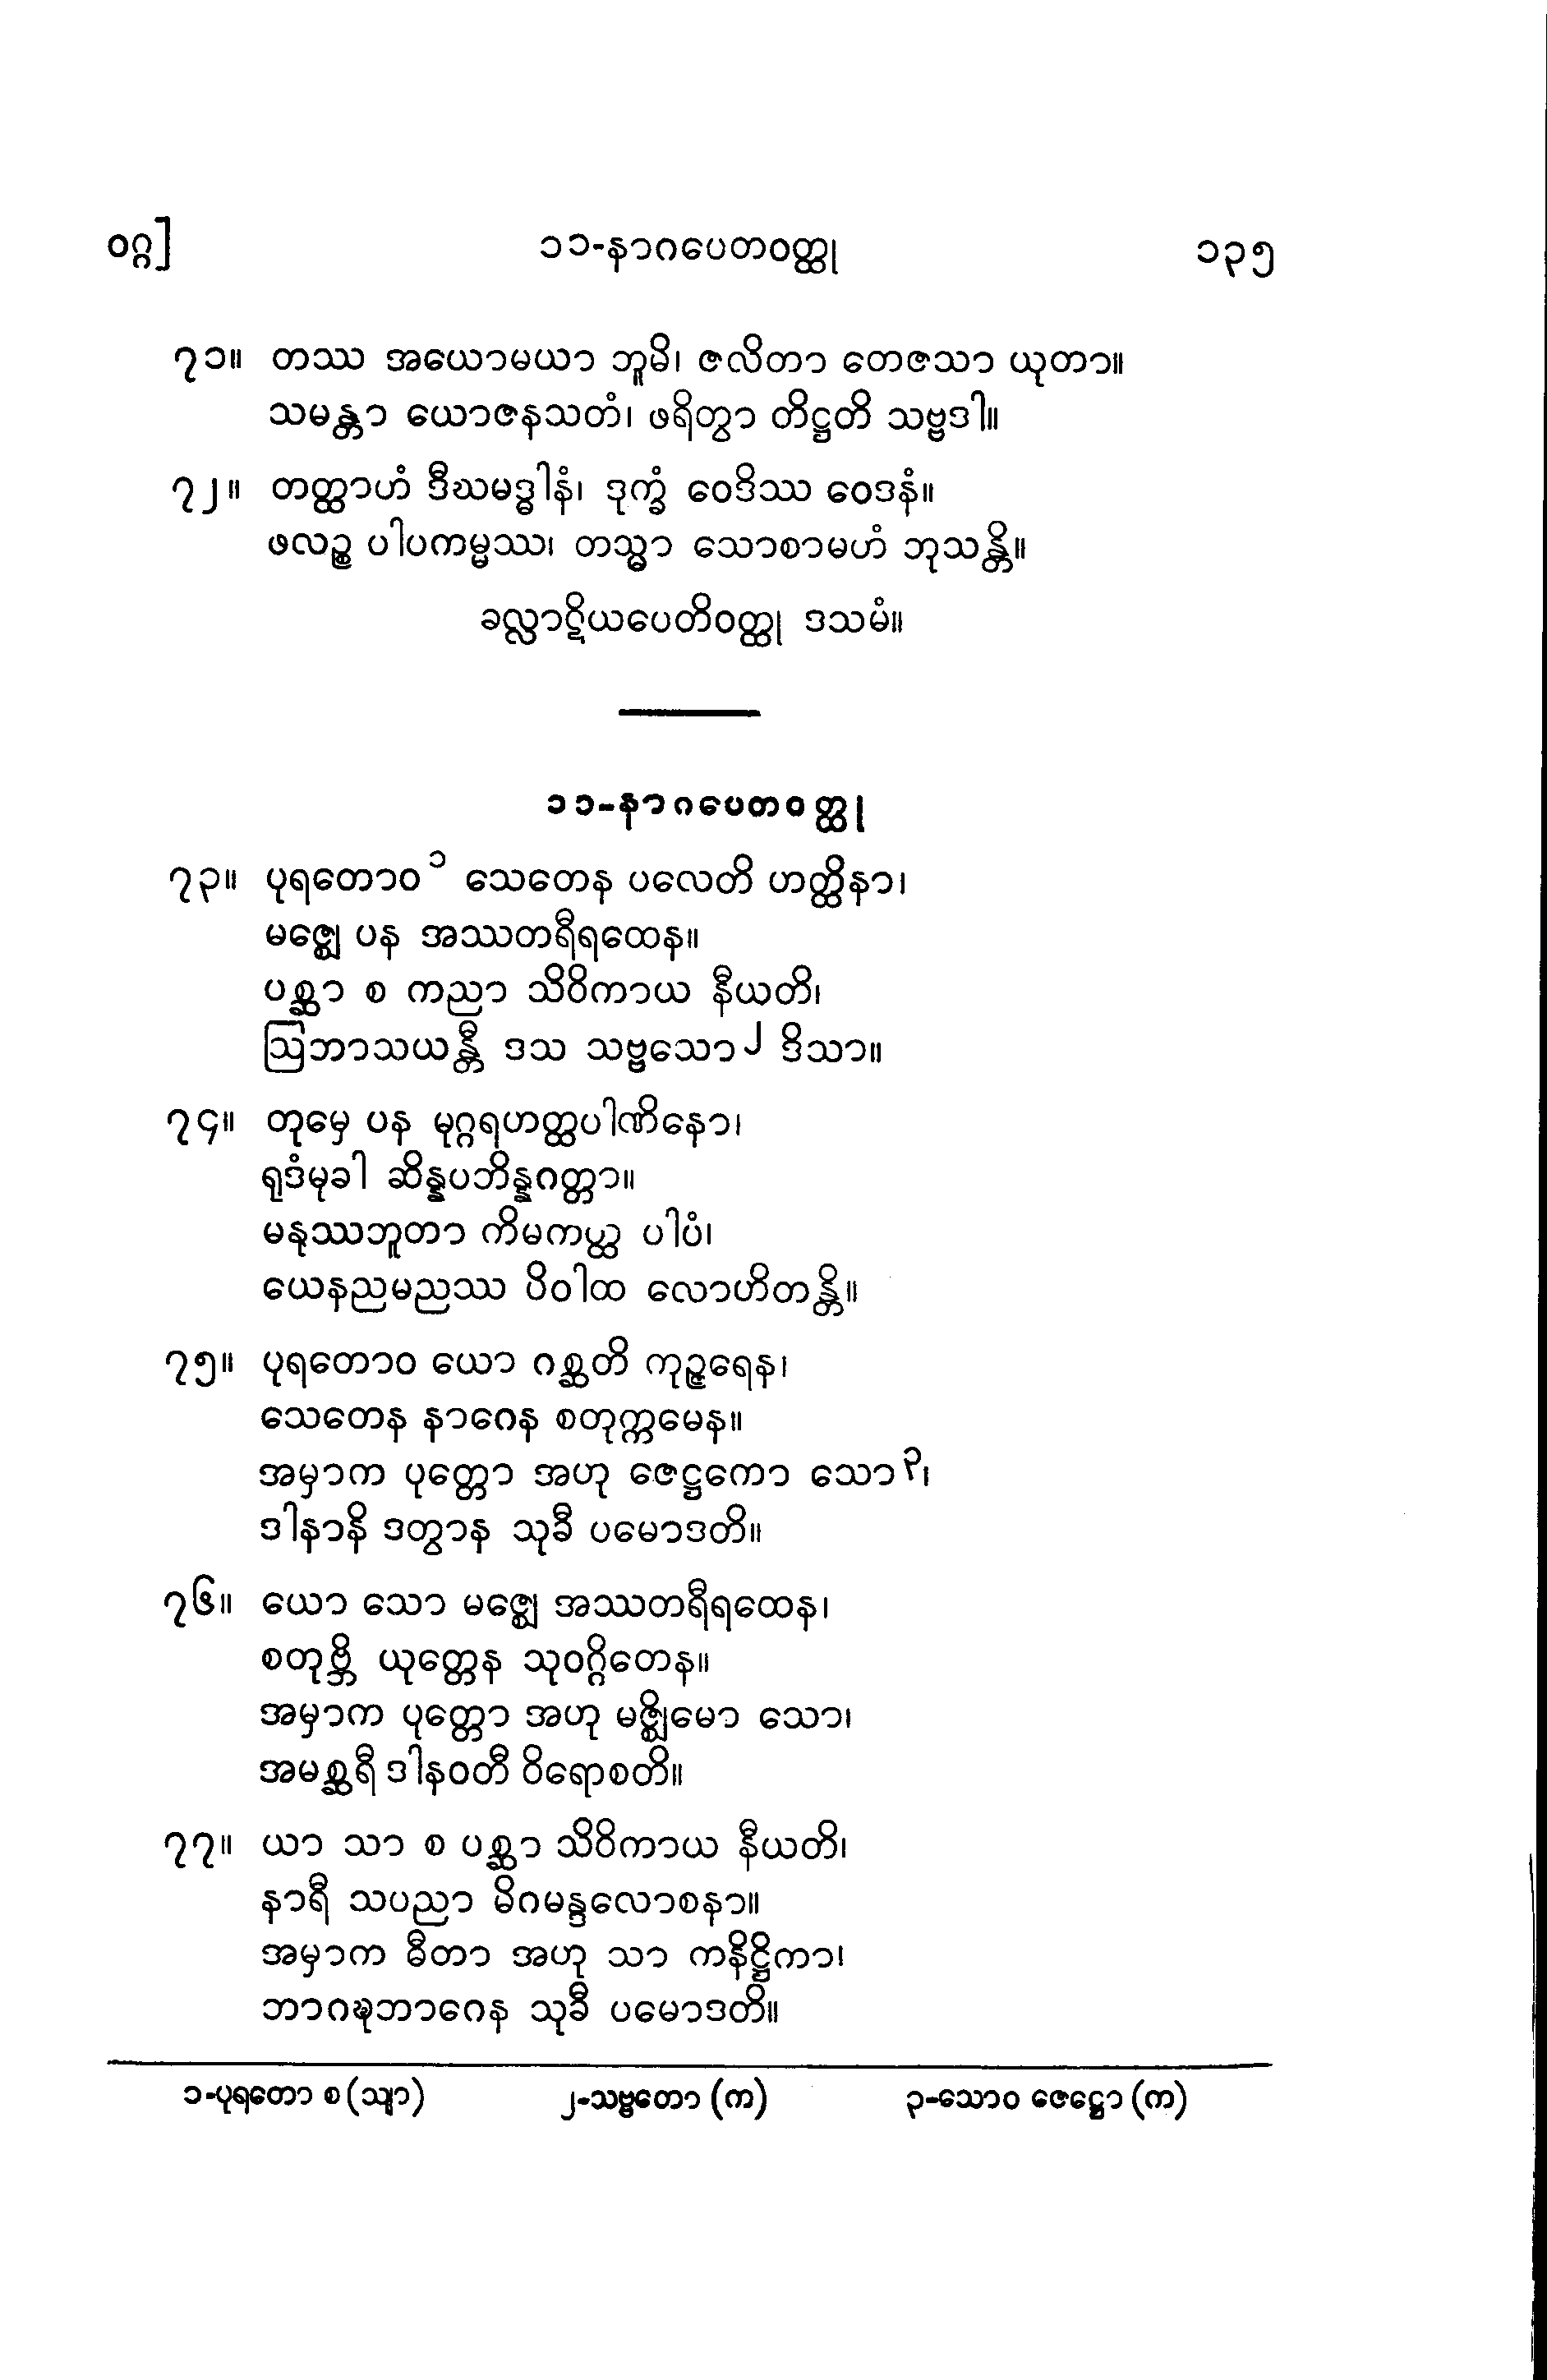 ဝဂ္ဂ] ၁၁-နာဂပေတဝတ္ထု ၁၃၅
၇၁။ တဿ အယောမယာ ဘူမိ၊ ဇလိတာ တေဇသာ ယုတာ။
သမန္တာ ယောဇနသတံ၊ ဖရိတွာ တိဋ္ဌတိ သဗ္ဗဒါ။
၇၂။ တတ္ထာဟံ ဒီဃမဒ္ဓါနံ၊ ဒုက္ခံ ဝေဒိဿ ဝေဒနံ။
ဖလဉ္စ ပါပကမ္မဿ၊ တသ္မာ သောစာမဟံ ဘုသန္တိ။
ခလ္လာဋိယပေတိဝတ္ထု ဒသမံ။
၁၁-နာဂပေတဝတ္ထု
၇၃။ ပုရတောဝ ၁ သေတေန ပလေတိ ဟတ္ထိနာ၊
မဇ္ဈေ ပန အဿတရီရထေန။
ပစ္ဆာ စ ကညာ သိဝိကာယ နီယတိ၊
ဩဘာသယန္တီ ဒသ သဗ္ဗသော ၂ ဒိသာ။
၇၄။ တုမှေ ပန မုဂ္ဂရဟတ္ထပါဏိနော၊
ရုဒံမုခါ ဆိန္နပဘိန္နဂတ္တာ။
မနုဿဘူတာ ကိမကတ္ထ ပါပံ၊
ယေနညမညဿ ပိဝါထ လောဟိတန္တိ။
၇၅။ ပုရတောဝ ယော ဂစ္ဆတိ ကုဉ္ဇရေန၊
သေတေန နာဂေန စတုက္ကမေန။
အမှာက ပုတ္တော အဟု ဇေဋ္ဌကော သော ၃၊
ဒါနာနိ ဒတွာန သုခီ ပမောဒတိ။
၇၆။ ယော သော မဇ္ဈေ အဿတရီရထေန၊
စတုဗ္ဘိ ယုတ္တေန သုဝဂ္ဂိတေန။
အမှာက ပုတ္တော အဟု မဇ္ဈိမော သော၊
အမစ္ဆရီ ဒါနဝတီ ဝိရောစတိ။
၇၇။ ယာ သာ စ ပစ္ဆာ သိဝိကာယ နီယတိ၊
နာရီ သပညာ မိဂမန္ဒလောစနာ။
အမှာက ဓီတာ အဟု သာ ကနိဋ္ဌိကာ၊
ဘာဂဍ္ဎဘာဂေန သုခီ ပမောဒတိ။
၁-ပုရတော စ (သျာ) ၂-သဗ္ဗတော (က) ၃-သောဝ ဇေဋ္ဌော (က)